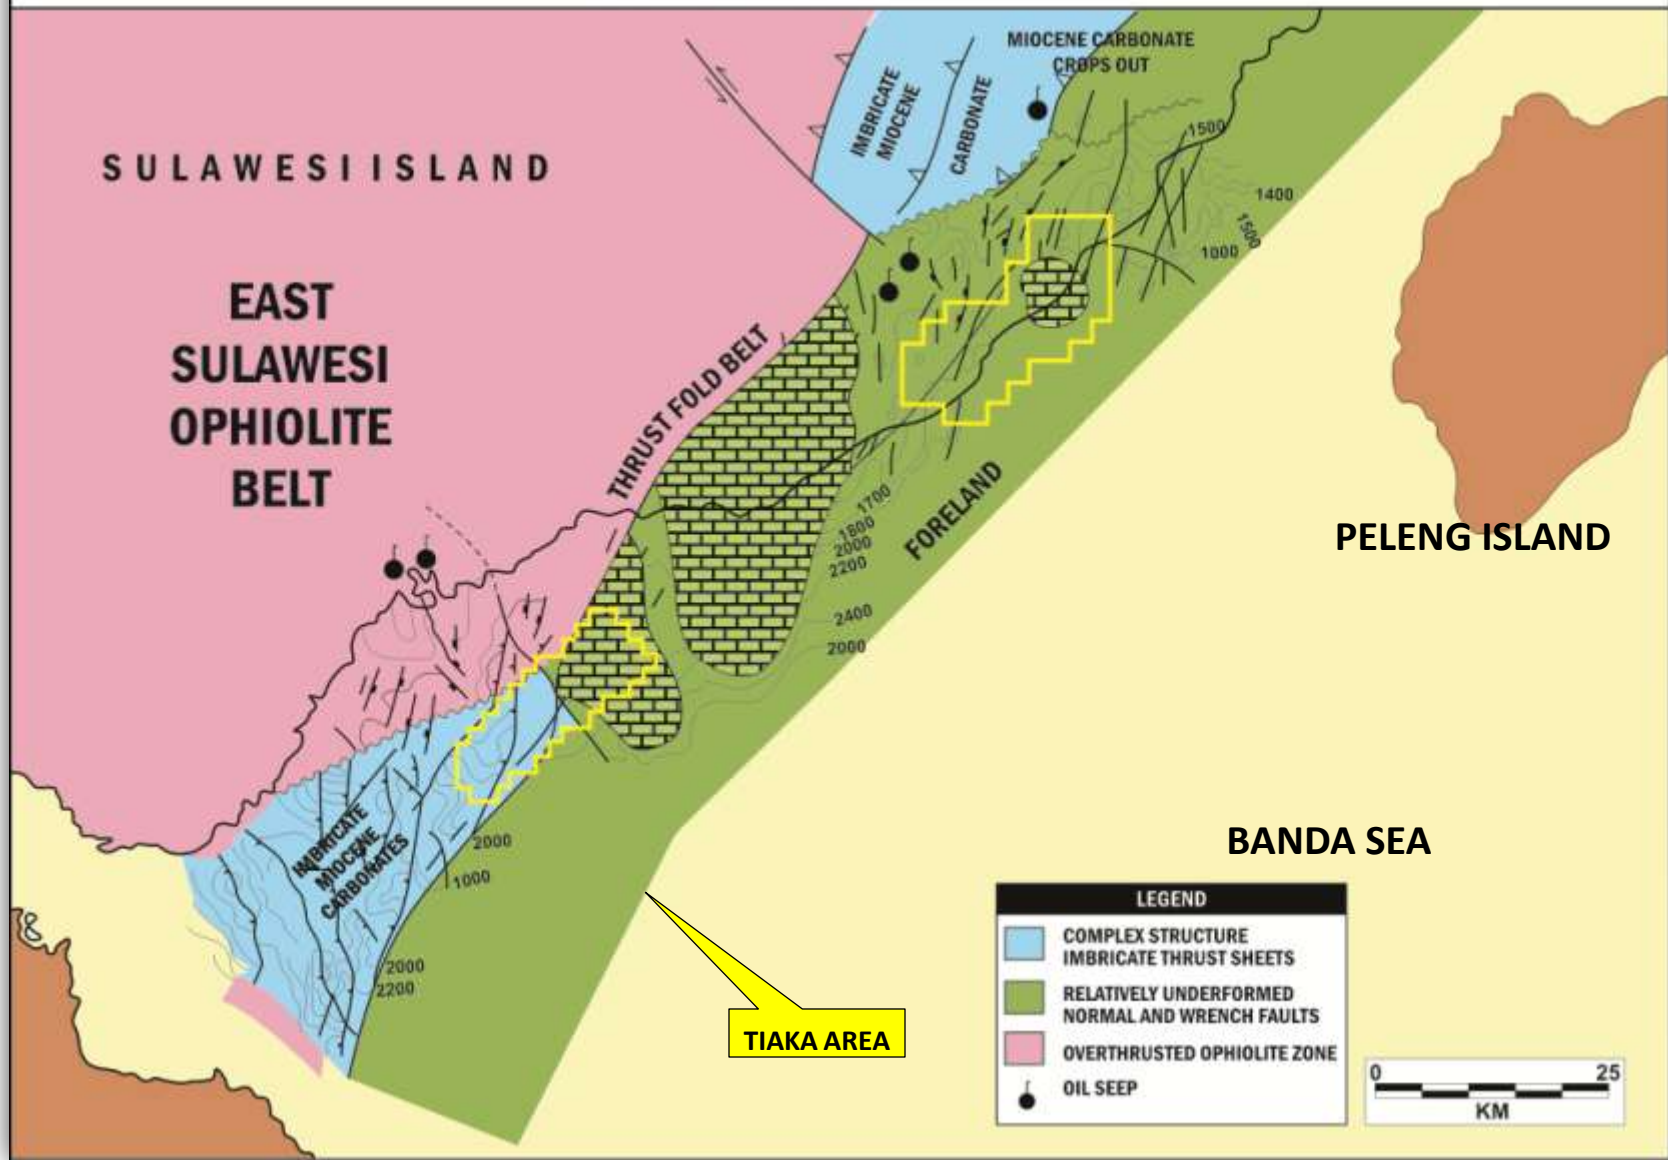 MIOCENE CARBONATE
CROPS OUT
IMBRICATE
MIOCENE
CARBONATE
SULAWESI ISLAND
1500
1400
1500
1000
EAST
SULAWESI
OPHIOLITE
BELT
THRUST FOLD BELT
FORELAND
1700
1800
2000
2200
2400
2000
PELENG ISLAND
BANDA SEA
IMBRICATE
MIOCENE
CARBONATES
2000
1000
2000
2200
TIAKA AREA
LEGEND
COMPLEX STRUCTURE
IMBRICATE THRUST SHEETS
RELATIVELY UNDERFORMED
NORMAL AND WRENCH FAULTS
OVERTHRUSTED OPHIOLITE ZONE
OIL SEEP
0 25
KM